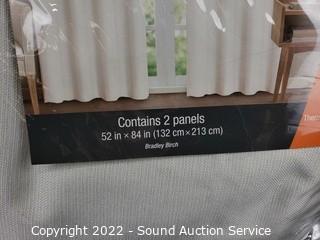 Contains 2 panels
52 in × 84 in (132 cm × 213 cm)
Bradley Birch
Copyright 2022 - Sound Auction Service